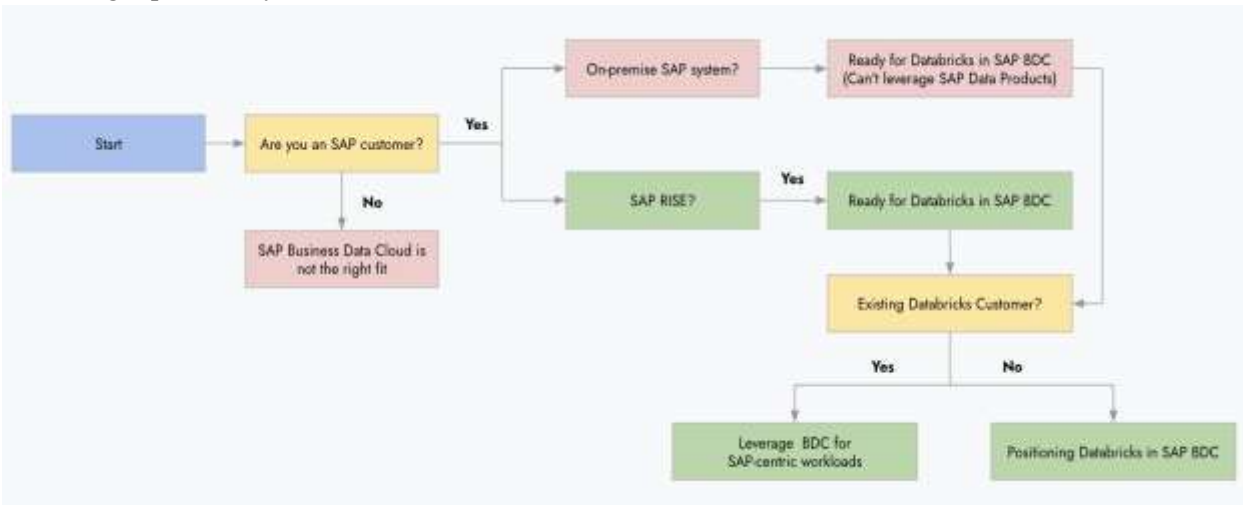 On-premise SAP system?
Ready for Databricks in SAP BDC
(Can't leverage SAP Data Products)
Start
Are you an SAP customer?
Yes
No
SAP RISE?
Yes
Ready for Databricks in SAP BDC
SAP Business Data Cloud is
not the right fit
Existing Databricks Customer?
Yes
No
Leverage BDC for
SAP-centric workloads
Positioning Databricks in SAP BDC